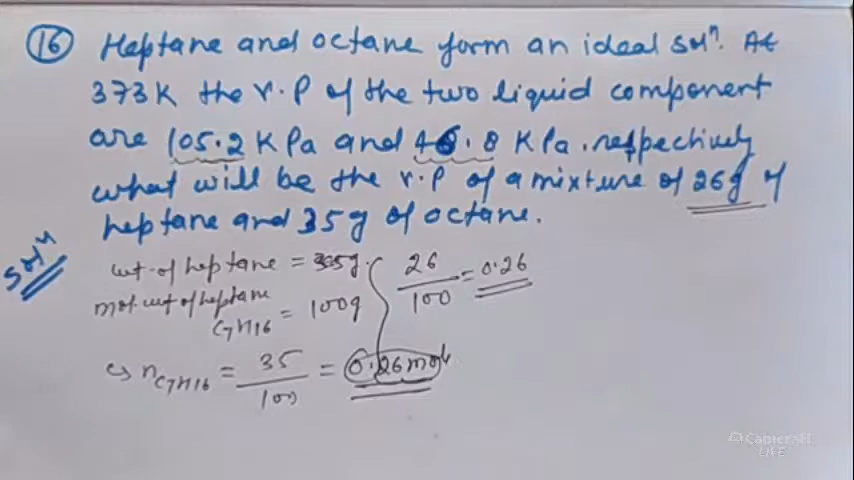 16 Heptane and octane form an ideal solⁿ. At
373K the V.P of the two liquid component
are 105.2 KPa and 46.8 KPa. respectively
what will be the V.P of a mixture of 26g of
heptane and 35g of octane.
Solⁿ
wt. of heptane = g. 26/100 = 0.26
mol. wt of heptane
C7H16 = 100g
⇒ nC7H16 = 35/100 = 0.26 mol
CameraFi
LIFE